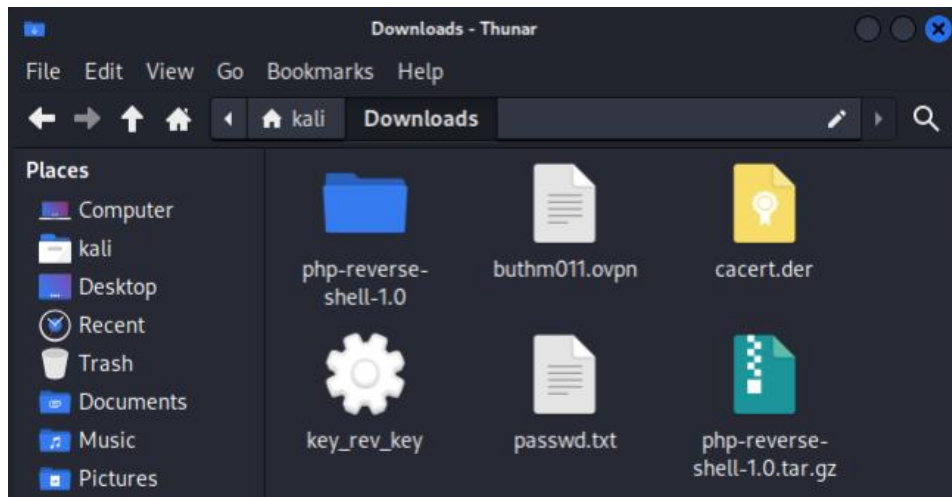 Downloads - Thunar
File Edit View Go Bookmarks Help
kali Downloads
Places
Computer
kali
Desktop
Recent
Trash
Documents
Music
Pictures
php-reverse-
shell-1.0
buthm011.ovpn
cacert.der
key_rev_key
passwd.txt
php-reverse-
shell-1.0.tar.gz